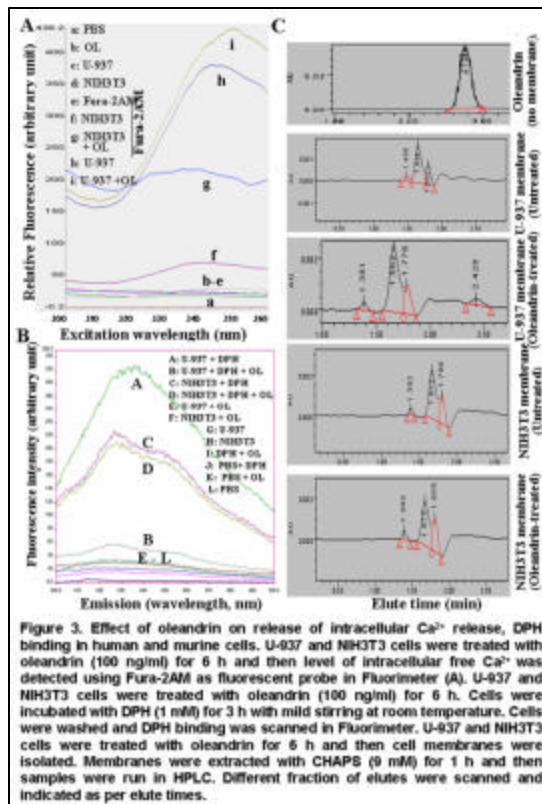 A
a: PBS
b: OL
c: U-937
d: NIH3T3
e: Fura-2AM
f: NIH3T3
g: NIH3T3
+ OL
h: U-937
i: U-937 +OL
Fura-2AM
i
h
g
f
b-e
a
Relative Fluorescence (arbitrary unit)
Excitation wavelength (nm)
B
A: U-937 + DPH
B: U-937 + DPH + OL
C: NIH3T3 + DPH
D: NIH3T3 + DPH + OL
E: U-937 + OL
F: NIH3T3 + OL
G: U-937
H: NIH3T3
I: DPH + OL
J: PBS+ DPH
K: PBS + OL
L: PBS
A
C
D
B
E - L
Fluorescence intensity (arbitrary unit)
Emission (wavelength, nm)
C
Oleandrin
(no membrane)
U-937 membrane
(Untreated)
U-937 membrane
(Oleandrin-treated)
NIH3T3 membrane
(Untreated)
NIH3T3 membrane
(Oleandrin-treated)
Elute time (min)
Figure 3. Effect of oleandrin on release of intracellular Ca²⁺ release, DPH
binding in human and murine cells. U-937 and NIH3T3 cells were treated with
oleandrin (100 ng/ml) for 6 h and then level of intracellular free Ca²⁺ was
detected using Fura-2AM as fluorescent probe in Fluorimeter (A). U-937 and
NIH3T3 cells were treated with oleandrin (100 ng/ml) for 6 h. Cells were
incubated with DPH (1 mM) for 3 h with mild stirring at room temperature. Cells
were washed and DPH binding was scanned in Fluorimeter. U-937 and NIH3T3
cells were treated with oleandrin for 6 h and then cell membranes were
isolated. Membranes were extracted with CHAPS (9 mM) for 1 h and then
samples were run in HPLC. Different fraction of elutes were scanned and
indicated as per elute times.